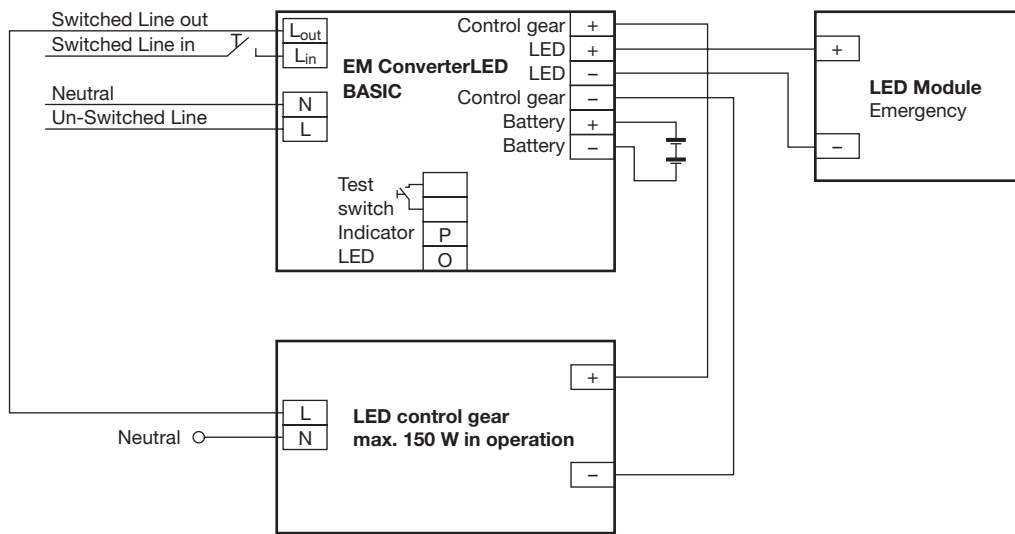 Switched Line out
Switched Line in
Neutral
Un-Switched Line
Lout
Lin
N
L
EM ConverterLED
BASIC
Test
switch
Indicator
LED
P
O
Control gear +
LED +
LED –
Control gear –
Battery +
Battery –
+
–
LED Module
Emergency
L
N
Neutral
LED control gear
max. 150 W in operation
+
–